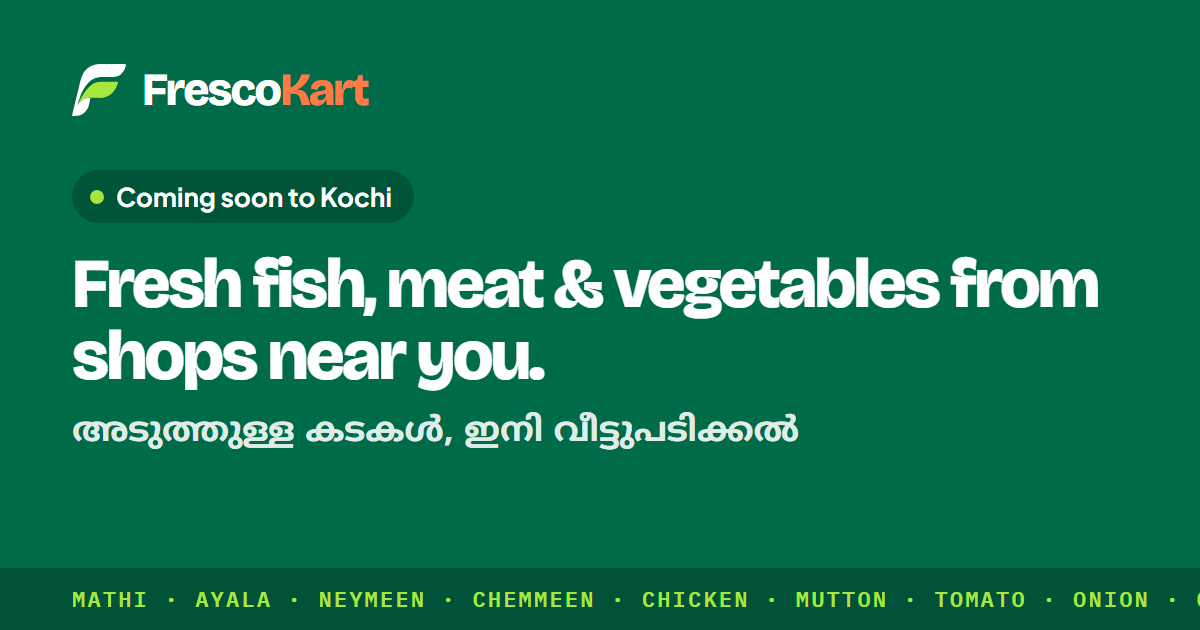 FrescoKart
Coming soon to Kochi
Fresh fish, meat & vegetables from
shops near you.
അടുത്തുള്ള കടകൾ, ഇനി വീട്ടുപടിക്കൽ
MATHI · AYALA · NEYMEEN · CHEMMEEN · CHICKEN · MUTTON · TOMATO · ONION ·